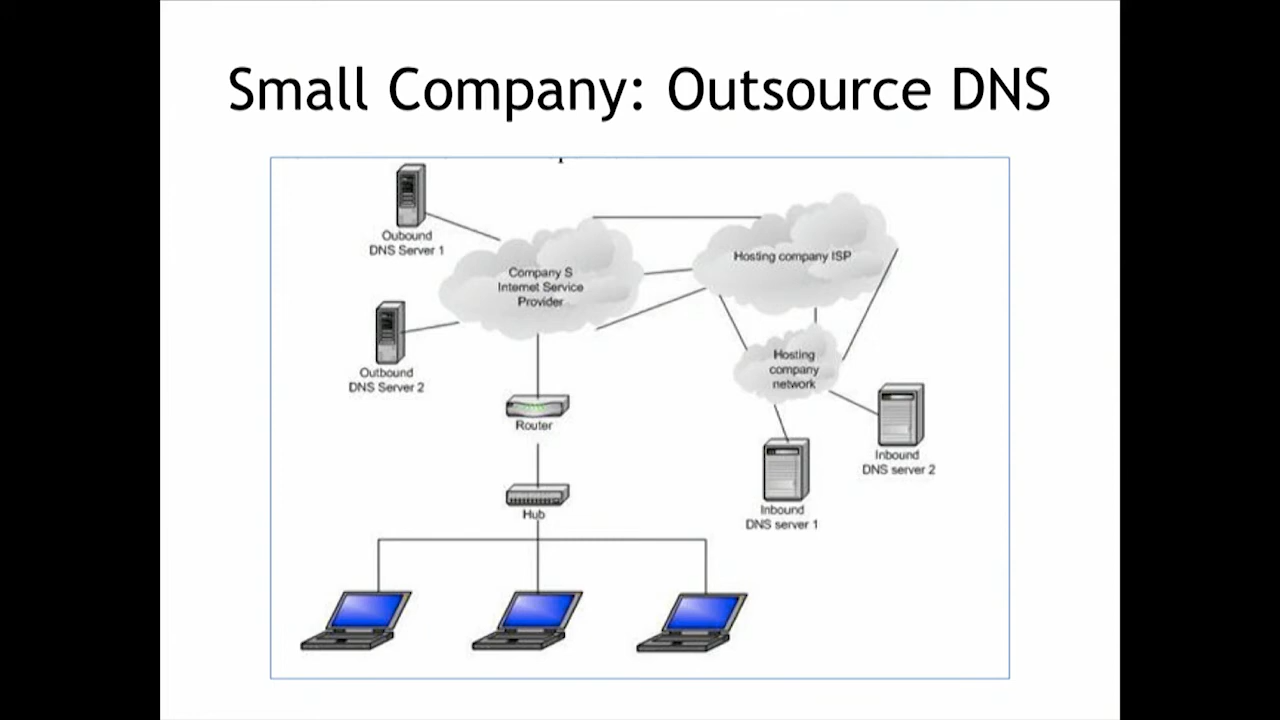 Small Company: Outsource DNS
Oubound
DNS Server 1
Company S
Internet Service
Provider
Hosting company ISP
Outbound
DNS Server 2
Hosting
company
network
Router
Inbound
DNS server 2
Hub
Inbound
DNS server 1